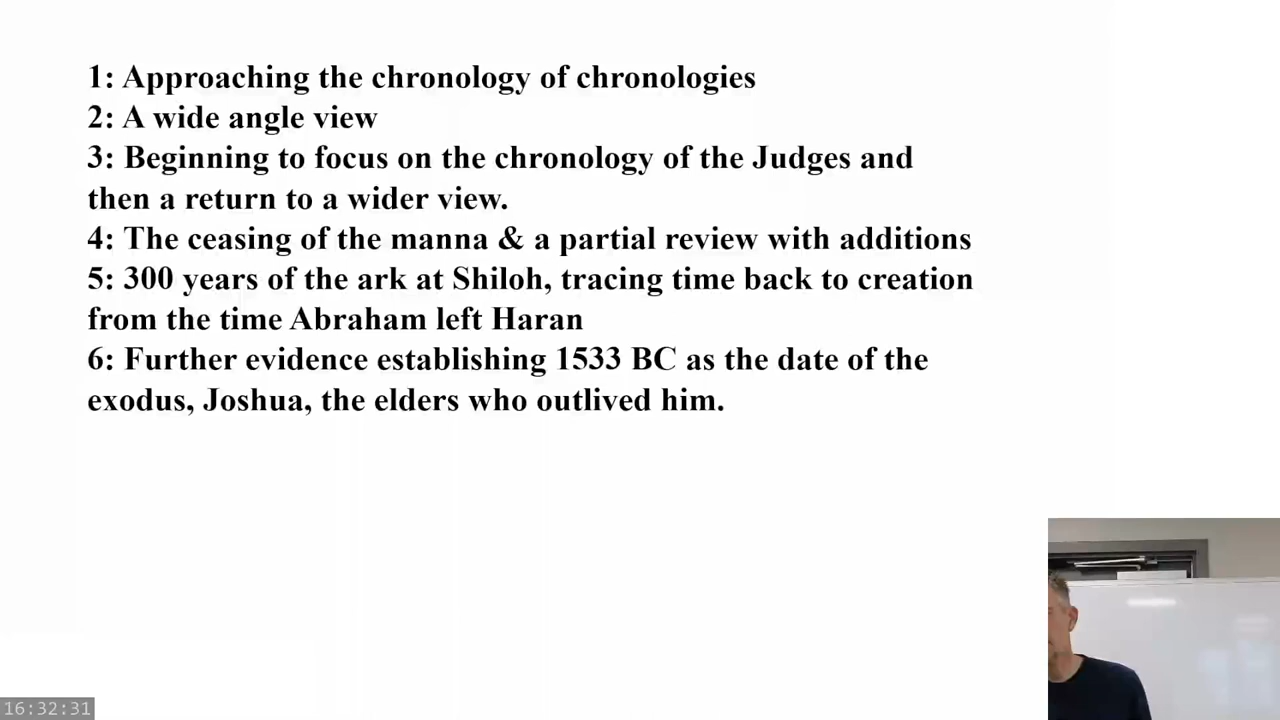 1: Approaching the chronology of chronologies
2: A wide angle view
3: Beginning to focus on the chronology of the Judges and
then a return to a wider view.
4: The ceasing of the manna & a partial review with additions
5: 300 years of the ark at Shiloh, tracing time back to creation
from the time Abraham left Haran
6: Further evidence establishing 1533 BC as the date of the
exodus, Joshua, the elders who outlived him.
16:32:31